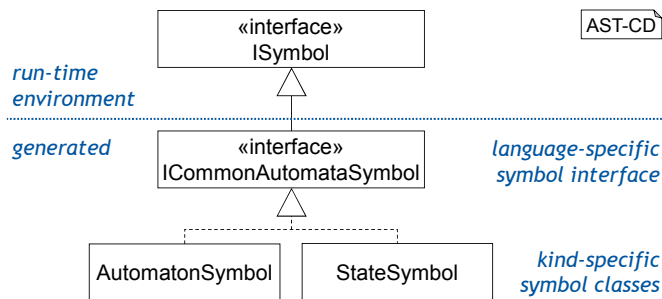 «interface»
ISymbol
AST-CD
run-time
environment
generated
«interface»
ICommonAutomataSymbol
language-specific
symbol interface
AutomatonSymbol
StateSymbol
kind-specific
symbol classes